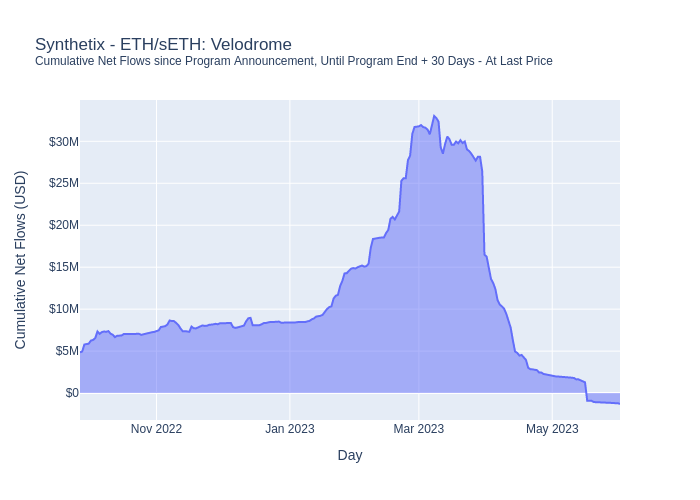 Synthetix - ETH/sETH: Velodrome
Cumulative Net Flows since Program Announcement, Until Program End + 30 Days - At Last Price
Cumulative Net Flows (USD)
$30M
$25M
$20M
$15M
$10M
$5M
$0
Nov 2022
Jan 2023
Mar 2023
May 2023
Day